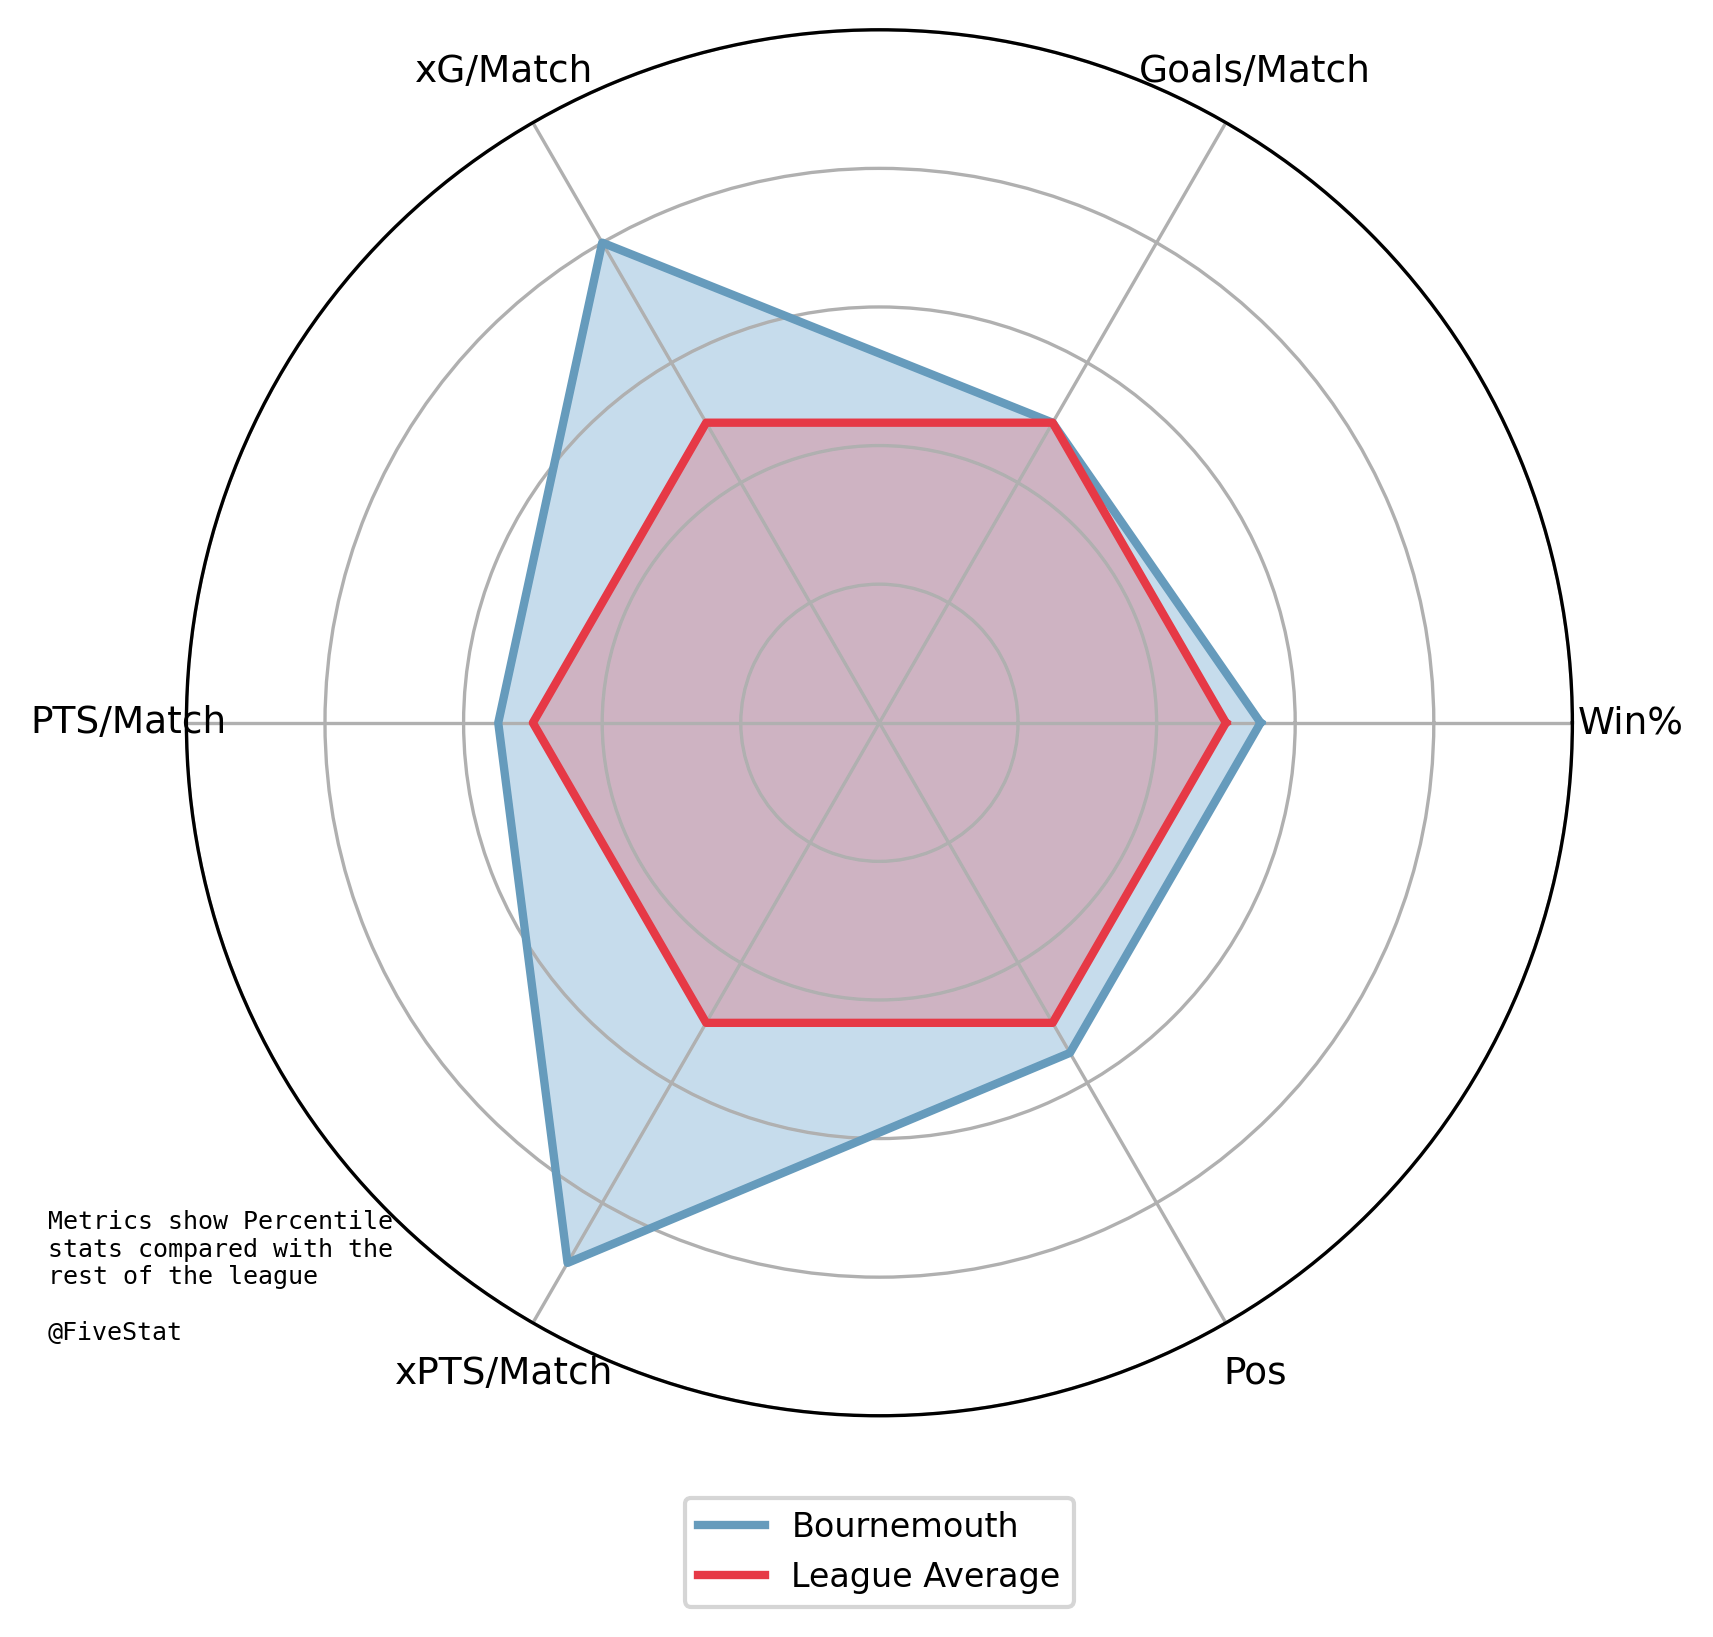 xG/Match
Goals/Match
PTS/Match
Win%
Metrics show Percentile
stats compared with the
rest of the league
@FiveStat
xPTS/Match
Pos
Bournemouth
League Average